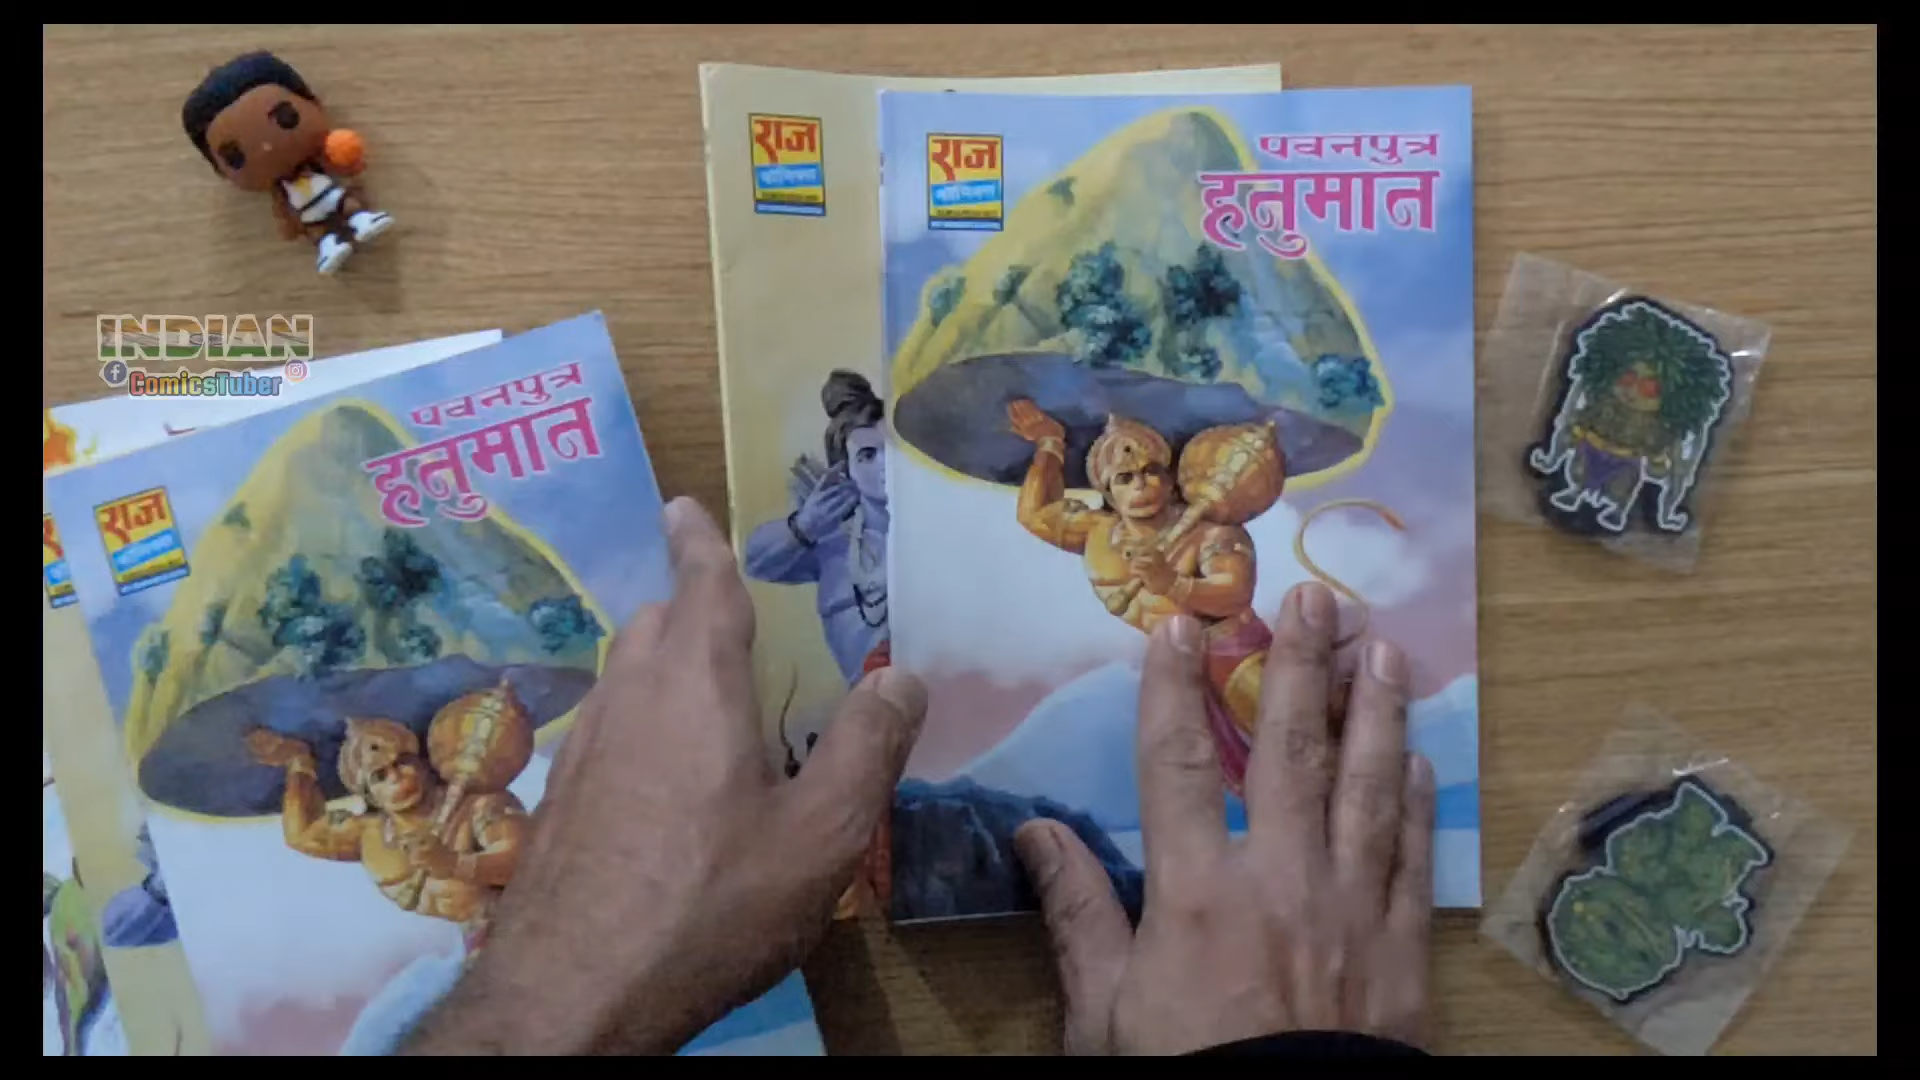 राज
कॉमिक्स
राज
कॉमिक्स
पवनपुत्र
हनुमान
INDIAN
ComicsTuber
पवनपुत्र
हनुमान
राज
कॉमिक्स